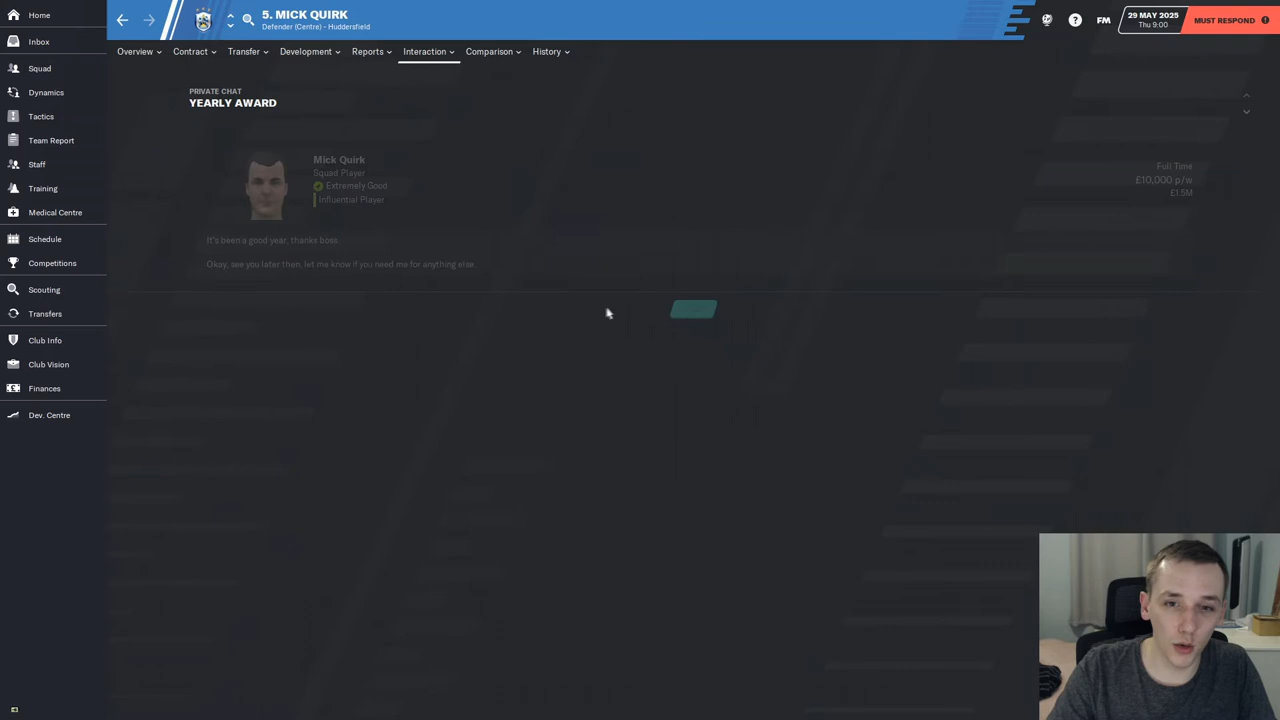 Home
Inbox
Squad
Dynamics
Tactics
Team Report
Staff
Training
Medical Centre
Schedule
Competitions
Scouting
Transfers
Club Info
Club Vision
Finances
Dev. Centre
5. MICK QUIRK
Defender (Centre) - Huddersfield
FM
29 MAY 2025
Thu 9:00
MUST RESPOND
Overview
Contract
Transfer
Development
Reports
Interaction
Comparison
History
PRIVATE CHAT
YEARLY AWARD
Mick Quirk
Squad Player
Extremely Good
Influential Player
Full Time
£10,000 p/w
£1.5M
It's been a good year, thanks boss
Okay, see you later then, let me know if you need me for anything else.